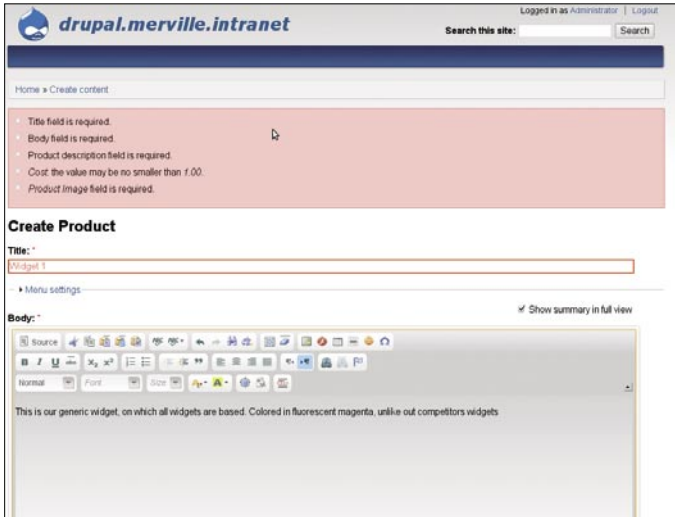 Logged in as Administrator | Logout
drupal.merville.intranet
Search this site: Search
Home » Create content
Title field is required.
Body field is required.
Product description field is required.
Cost: the value may be no smaller than 1.00.
Product Image field is required.
Create Product
Title: *
Widget 1
Menu settings
Show summary in full view
Body: *
Source
B I U
Normal Font Size
This is our generic widget, on which all widgets are based. Colored in fluorescent magenta, unlike out competitors widgets